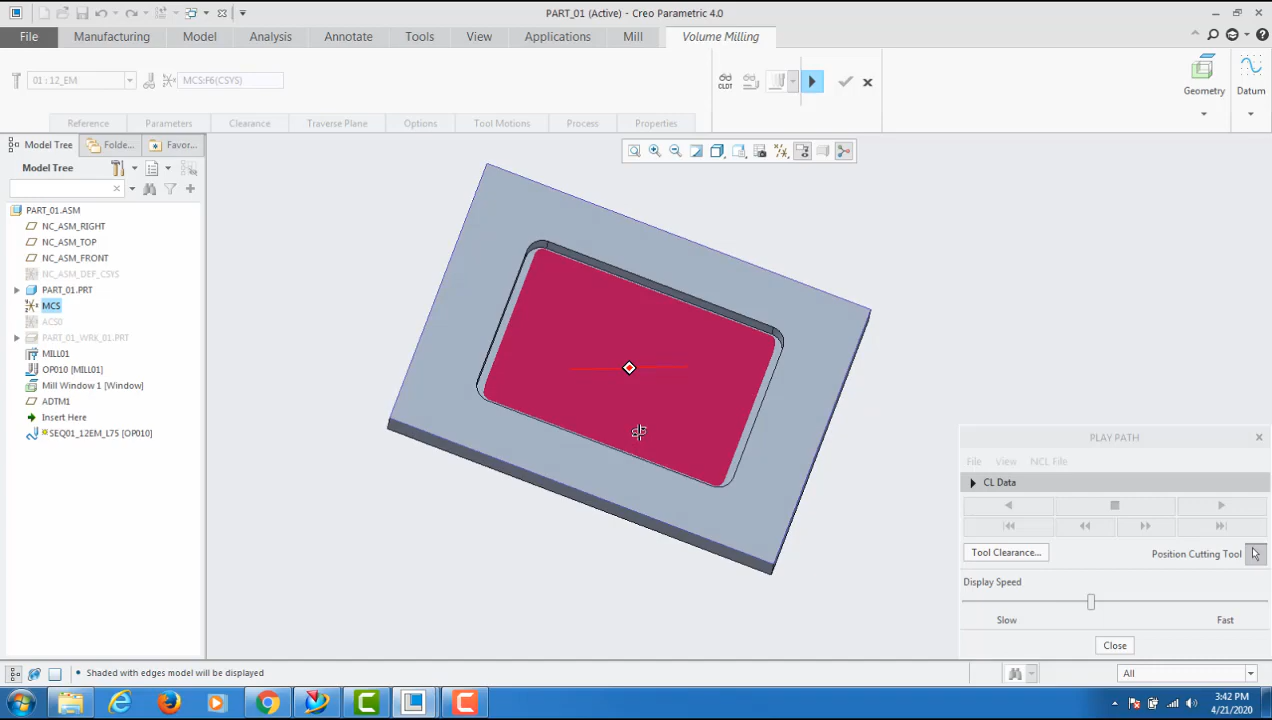 PART_01 (Active) - Creo Parametric 4.0
File Manufacturing Model Analysis Annotate Tools View Applications Mill Volume Milling
01 : 12_EM
MCS:F6(CSYS)
CLDT
Geometry
Datum
Reference Parameters Clearance Traverse Plane Options Tool Motions Process Properties
Model Tree Folde... Favor...
Model Tree
PART_01.ASM
NC_ASM_RIGHT
NC_ASM_TOP
NC_ASM_FRONT
NC_ASM_DEF_CSYS
PART_01.PRT
MCS
ACS0
PART_01_WRK_01.PRT
MILL01
OP010 [MILL01]
Mill Window 1 [Window]
ADTM1
Insert Here
SEQ01_12EM_L75 [OP010]
PLAY PATH
File View NCL File
CL Data
Tool Clearance...
Position Cutting Tool
Display Speed
Slow
Fast
Close
Shaded with edges model will be displayed
All
3:42 PM
4/21/2020